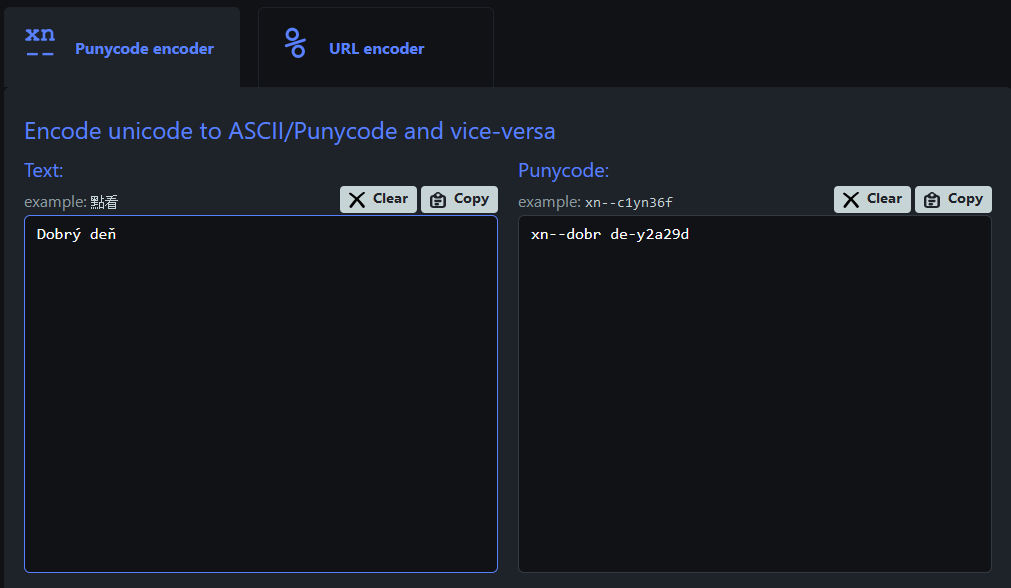 xn
--
Punycode encoder
URL encoder
Encode unicode to ASCII/Punycode and vice-versa
Text:
example: 點看
Clear
Copy
Dobrý deň
Punycode:
example: xn--c1yn36f
Clear
Copy
xn--dobr de-y2a29d